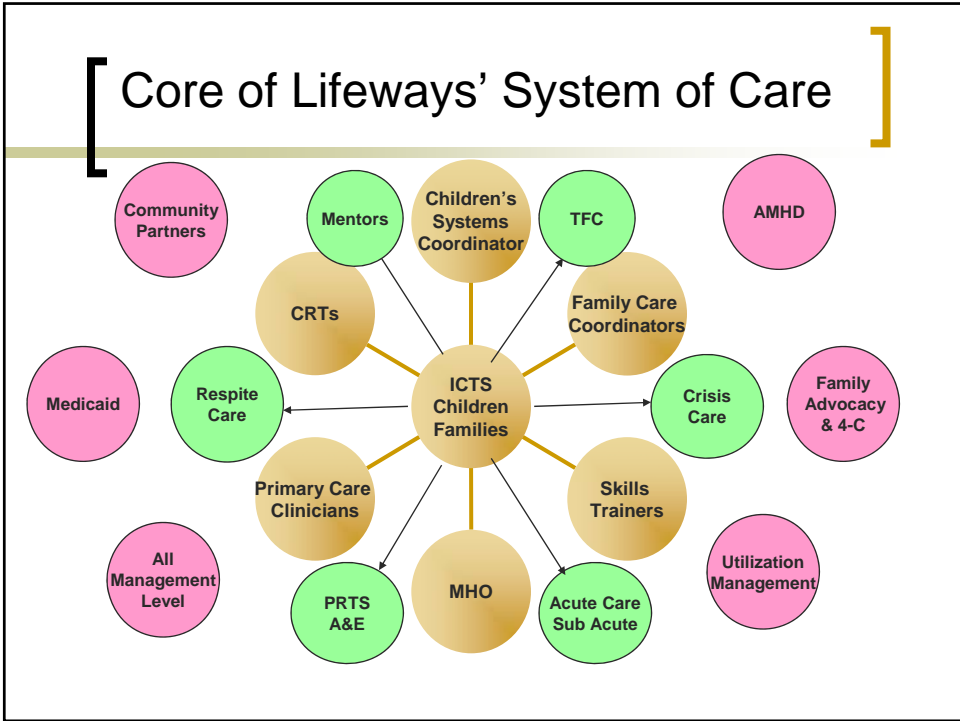 Core of Lifeways’ System of Care
Community
Partners
Mentors
Children’s
Systems
Coordinator
TFC
AMHD
CRTs
Family Care
Coordinators
Medicaid
Respite
Care
ICTS
Children
Families
Crisis
Care
Family
Advocacy
& 4-C
Primary Care
Clinicians
Skills
Trainers
All
Management
Level
PRTS
A&E
MHO
Acute Care
Sub Acute
Utilization
Management